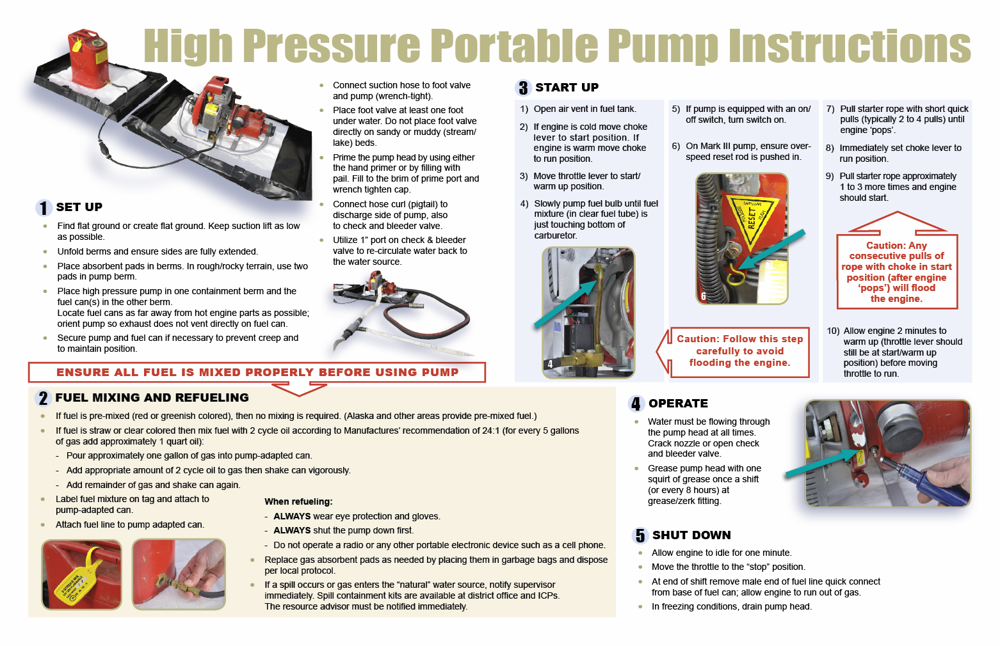 High Pressure Portable Pump Instructions
1 SET UP
• Find flat ground or create flat ground. Keep suction lift as low
as possible.
• Unfold berms and ensure sides are fully extended.
• Place absorbent pads in berms. In rough/rocky terrain, use two
pads in pump berm.
• Place high pressure pump in one containment berm and the
fuel can(s) in the other berm.
Locate fuel cans as far away from hot engine parts as possible;
orient pump so exhaust does not vent directly on fuel can.
• Secure pump and fuel can if necessary to prevent creep and
to maintain position.
• Connect suction hose to foot valve
and pump (wrench-tight).
• Place foot valve at least one foot
under water. Do not place foot valve
directly on sandy or muddy (stream/
lake) beds.
• Prime the pump head by using either
the hand primer or by filling with
pail. Fill to the brim of prime port and
wrench tighten cap.
• Connect hose curl (pigtail) to
discharge side of pump, also
to check and bleeder valve.
• Utilize 1” port on check & bleeder
valve to re-circulate water back to
the water source.
ENSURE ALL FUEL IS MIXED PROPERLY BEFORE USING PUMP
2 FUEL MIXING AND REFUELING
• If fuel is pre-mixed (red or greenish colored), then no mixing is required. (Alaska and other areas provide pre-mixed fuel.)
• If fuel is straw or clear colored then mix fuel with 2 cycle oil according to Manufactures’ recommendation of 24:1 (for every 5 gallons
of gas add approximately 1 quart oil):
- Pour approximately one gallon of gas into pump-adapted can.
- Add appropriate amount of 2 cycle oil to gas then shake can vigorously.
- Add remainder of gas and shake can again.
• Label fuel mixture on tag and attach to
pump-adapted can.
• Attach fuel line to pump adapted can.
2 STROKE MIX
When refueling:
- ALWAYS wear eye protection and gloves.
- ALWAYS shut the pump down first.
- Do not operate a radio or any other portable electronic device such as a cell phone.
• Replace gas absorbent pads as needed by placing them in garbage bags and dispose
per local protocol.
• If a spill occurs or gas enters the “natural” water source, notify supervisor
immediately. Spill containment kits are available at district office and ICPs.
The resource advisor must be notified immediately.
3 START UP
1) Open air vent in fuel tank.
2) If engine is cold move choke
lever to start position. If
engine is warm move choke
to run position.
3) Move throttle lever to start/
warm up position.
4) Slowly pump fuel bulb until fuel
mixture (in clear fuel tube) is
just touching bottom of
carburetor.
4
5) If pump is equipped with an on/
off switch, turn switch on.
6) On Mark III pump, ensure over-
speed reset rod is pushed in.
RESET
PUSH
6
Caution: Follow this step
carefully to avoid
flooding the engine.
7) Pull starter rope with short quick
pulls (typically 2 to 4 pulls) until
engine ‘pops’.
8) Immediately set choke lever to
run position.
9) Pull starter rope approximately
1 to 3 more times and engine
should start.
Caution: Any
consecutive pulls of
rope with choke in start
position (after engine
‘pops’) will flood
the engine.
10) Allow engine 2 minutes to
warm up (throttle lever should
still be at start/warm up
position) before moving
throttle to run.
4 OPERATE
• Water must be flowing through
the pump head at all times.
Crack nozzle or open check
and bleeder valve.
• Grease pump head with one
squirt of grease once a shift
(or every 8 hours) at
grease/zerk fitting.
5 SHUT DOWN
• Allow engine to idle for one minute.
• Move the throttle to the “stop” position.
• At end of shift remove male end of fuel line quick connect
from base of fuel can; allow engine to run out of gas.
• In freezing conditions, drain pump head.